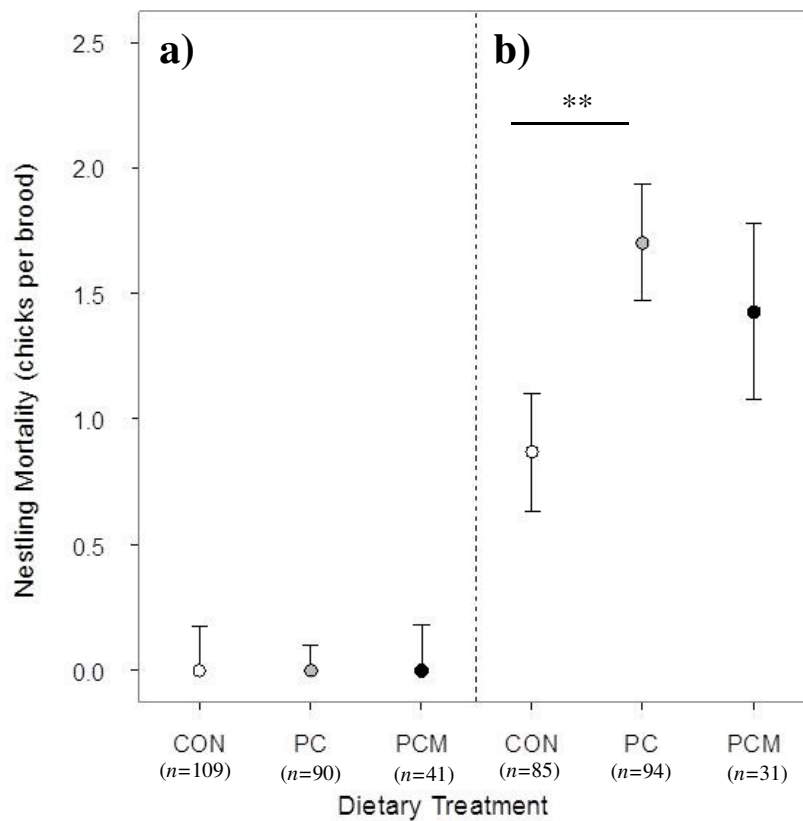 a)
b)
**
2.5
2.0
1.5
1.0
0.5
0.0
Nestling Mortality (chicks per brood)
CON PC PCM CON PC PCM
(n=109) (n=90) (n=41) (n=85) (n=94) (n=31)
Dietary Treatment